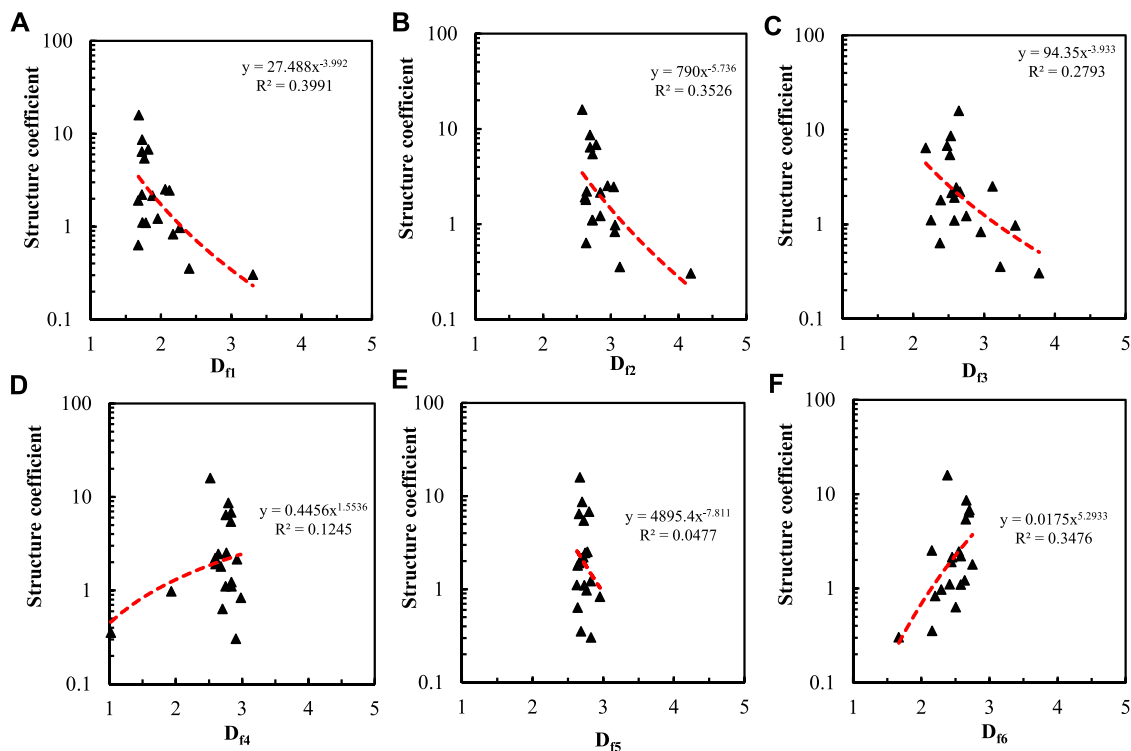 A
Structure coefficient
100
10
1
0.1
y = 27.488x^-3.992
R² = 0.3991
1 2 3 4 5
Df1
B
Structure coefficient
100
10
1
0.1
y = 790x^-5.736
R² = 0.3526
1 2 3 4 5
Df2
C
Structure coefficient
100
10
1
0.1
y = 94.35x^-3.933
R² = 0.2793
1 2 3 4 5
Df3
D
Structure coefficient
100
10
1
0.1
y = 0.4456x^1.5536
R² = 0.1245
1 2 3 4 5
Df4
E
Structure coefficient
100
10
1
0.1
y = 4895.4x^-7.811
R² = 0.0477
1 2 3 4 5
Df5
F
Structure coefficient
100
10
1
0.1
y = 0.0175x^5.2933
R² = 0.3476
1 2 3 4 5
Df6